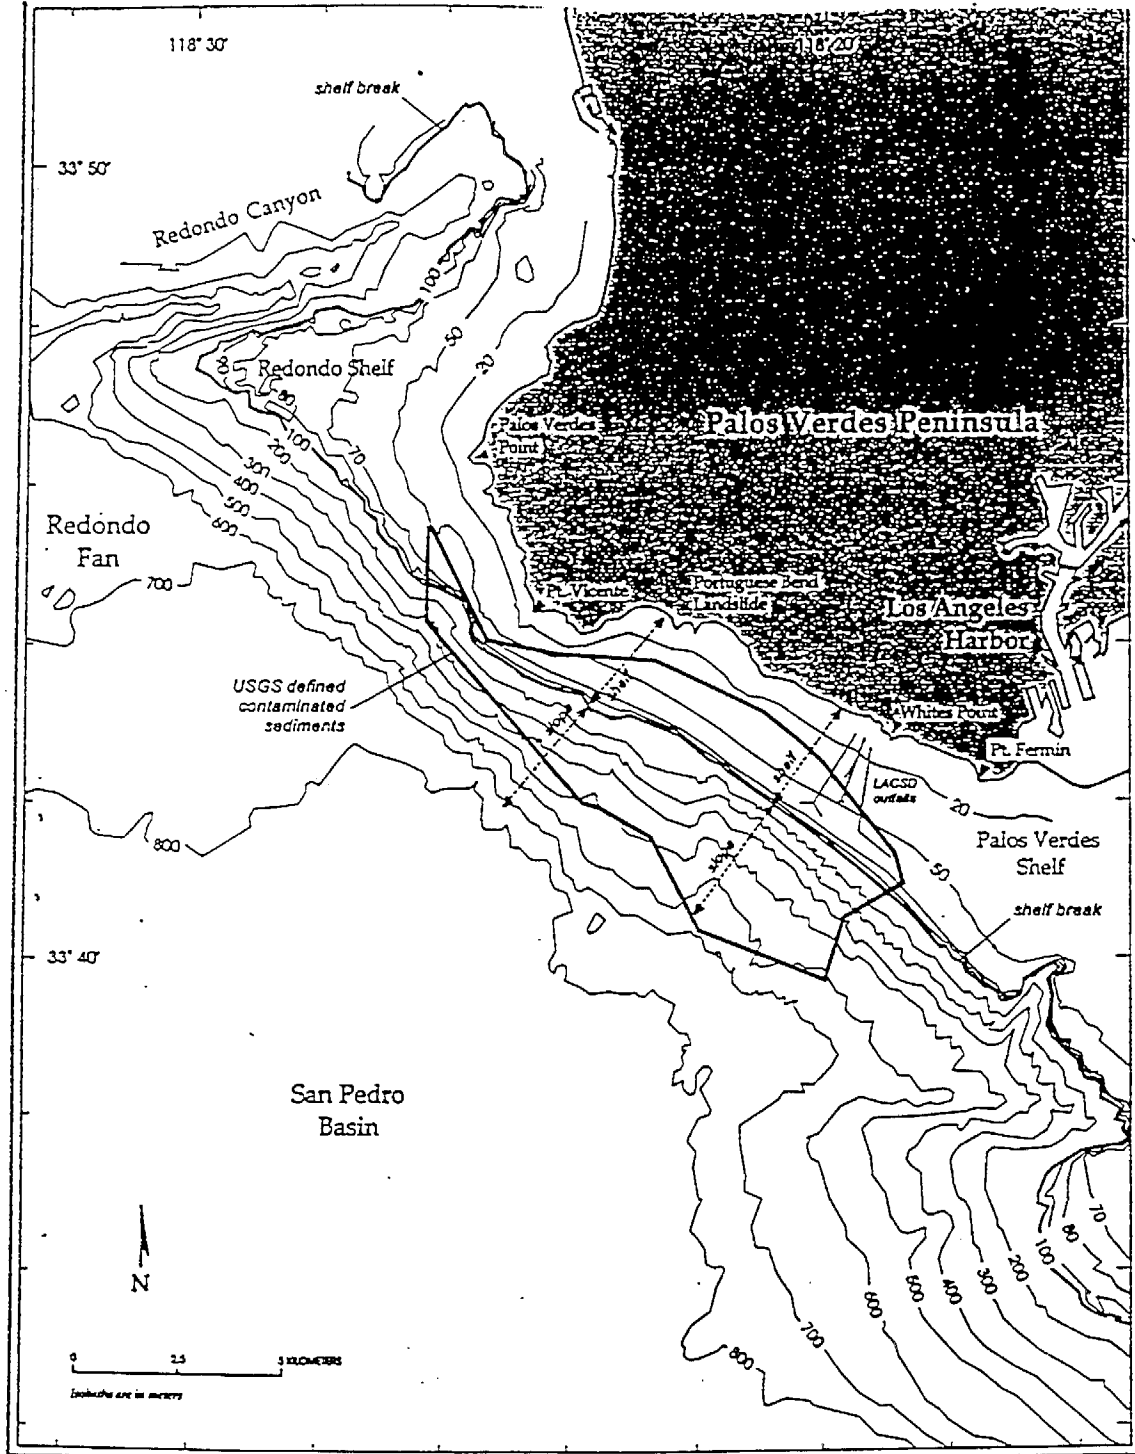 118° 30'
118° 20'
shelf break
33° 50'
Redondo Canyon
100
50
20
100
Redondo Shelf
80
Palos Verdes
Point
Palos Verdes Peninsula
100
200
70
300
400
500
600
Redondo
Fan
700
Pt. Vicente
Portuguese Bend
Landslide
Los Angeles
Harbor
USGS defined
contaminated
sediments
shelf
slope
Whites Point
Pt. Fermin
shelf
LACSD
outfalls
20
800
Palos Verdes
Shelf
50
slope
shelf break
33° 40'
San Pedro
Basin
N
70
80
100
200
300
400
500
600
700
800
0 2.5 5 KILOMETERS
Isobaths are in meters